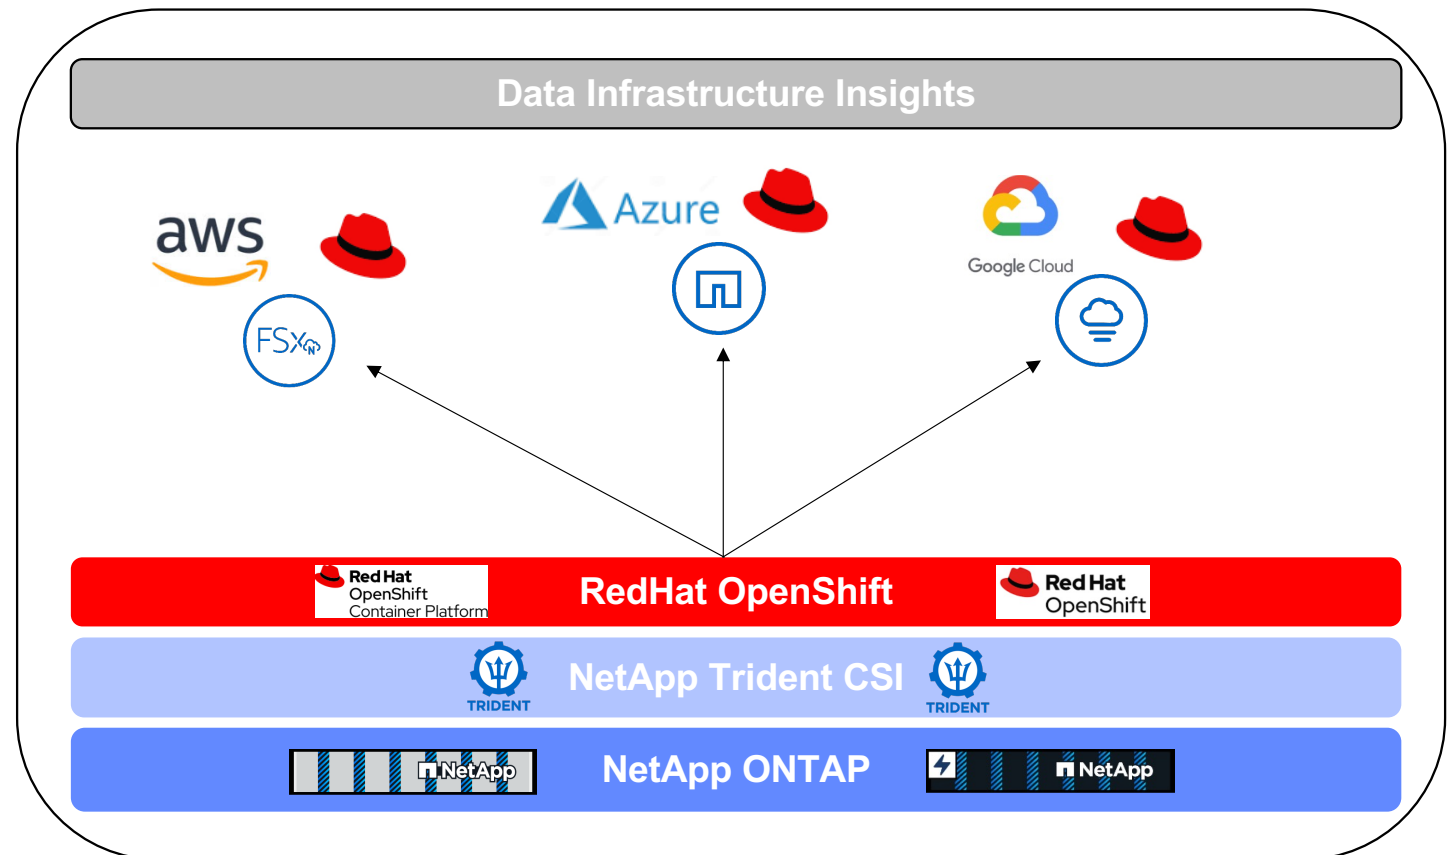 Data Infrastructure Insights
aws
Azure
Google Cloud
FSxN
Red Hat
OpenShift
Container Platform
RedHat OpenShift
Red Hat
OpenShift
TRIDENT
NetApp Trident CSI
TRIDENT
NetApp
NetApp ONTAP
NetApp